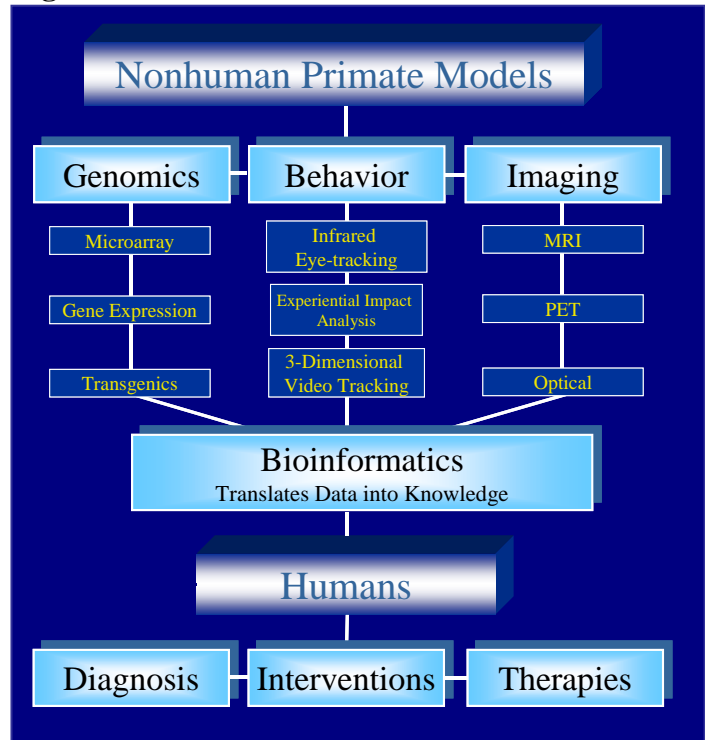 Nonhuman Primate Models
Genomics
Behavior
Imaging
Microarray
Infrared
Eye-tracking
MRI
Gene Expression
Experiential Impact
Analysis
PET
Transgenics
3-Dimensional
Video Tracking
Optical
Bioinformatics
Translates Data into Knowledge
Humans
Diagnosis
Interventions
Therapies